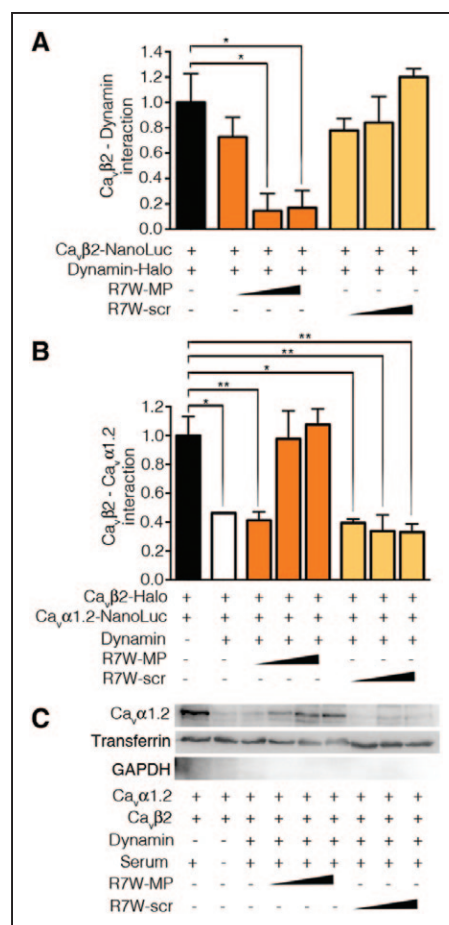 A
Caᵥβ2 - Dynamin
interaction
* 
*
1.4
1.2
1.0
0.8
0.6
0.4
0.2
0.0
Caᵥβ2-NanoLuc + + + + + + +
Dynamin-Halo + + + + + + +
R7W-MP - - - -
R7W-scr - - - -
B
Caᵥβ2 - Caᵥα1.2
interaction
**
**
*
**
*
1.2
1.0
0.8
0.6
0.4
0.2
0.0
Caᵥβ2-Halo + + + + + + + +
Caᵥα1.2-NanoLuc + + + + + + + +
Dynamin - + + + + + + +
R7W-MP - - - - -
R7W-scr - - - - -
C
Caᵥα1.2
Transferrin
GAPDH
Caᵥα1.2 + + + + + + + + +
Caᵥβ2 + + + + + + + + +
Dynamin - - + + + + + + +
Serum + - + + + + + + +
R7W-MP - - - - - -
R7W-scr - - - - - -